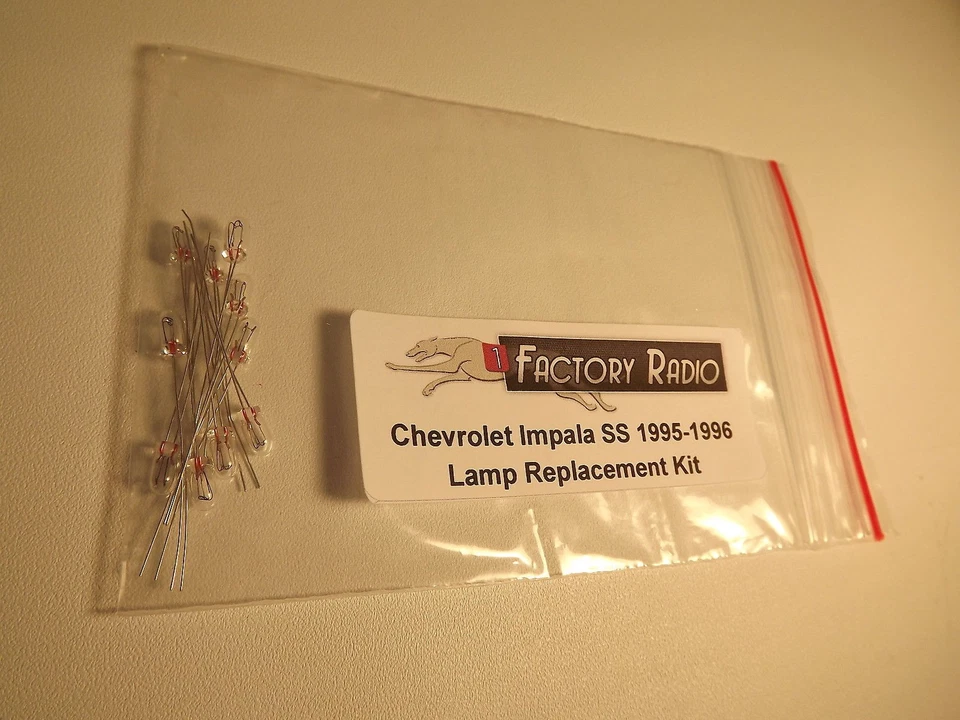 1 FACTORY RADIO
Chevrolet Impala SS 1995-1996
Lamp Replacement Kit